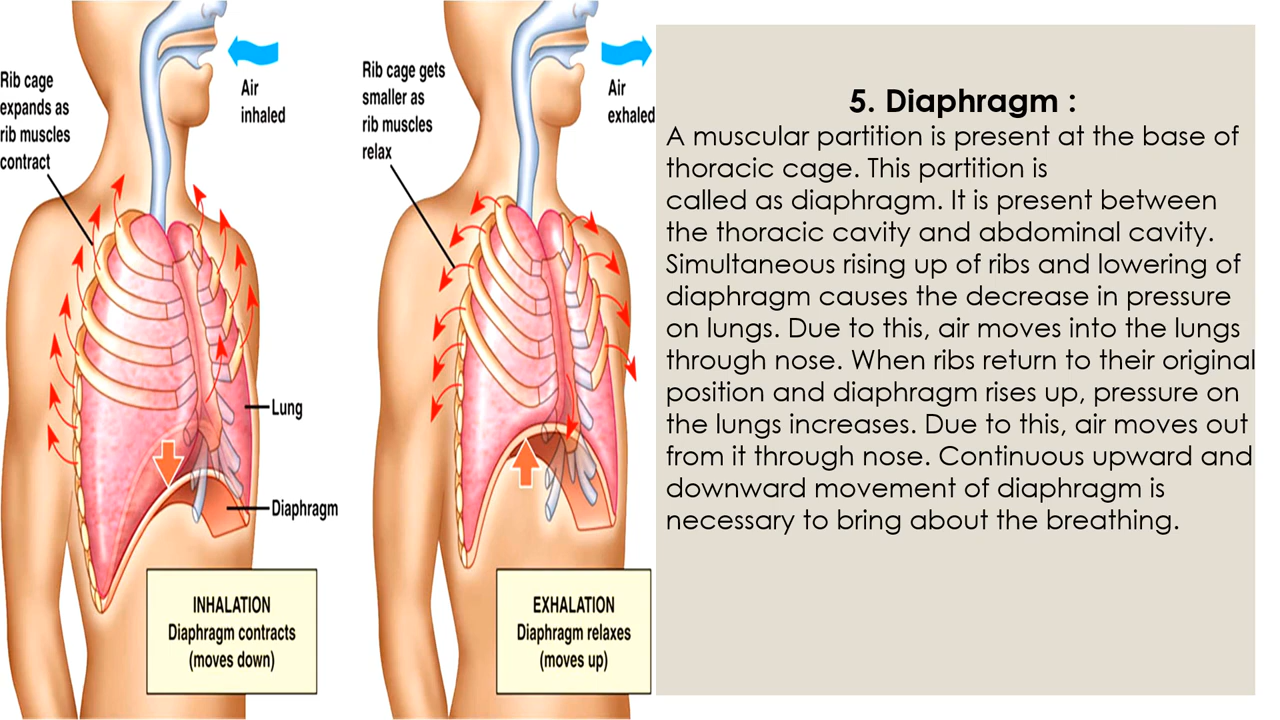 Rib cage
expands as
rib muscles
contract
Air
inhaled
Lung
Diaphragm
INHALATION
Diaphragm contracts
(moves down)
Rib cage gets
smaller as
rib muscles
relax
Air
exhaled
EXHALATION
Diaphragm relaxes
(moves up)
5. Diaphragm :
A muscular partition is present at the base of
thoracic cage. This partition is
called as diaphragm. It is present between
the thoracic cavity and abdominal cavity.
Simultaneous rising up of ribs and lowering of
diaphragm causes the decrease in pressure
on lungs. Due to this, air moves into the lungs
through nose. When ribs return to their original
position and diaphragm rises up, pressure on
the lungs increases. Due to this, air moves out
from it through nose. Continuous upward and
downward movement of diaphragm is
necessary to bring about the breathing.